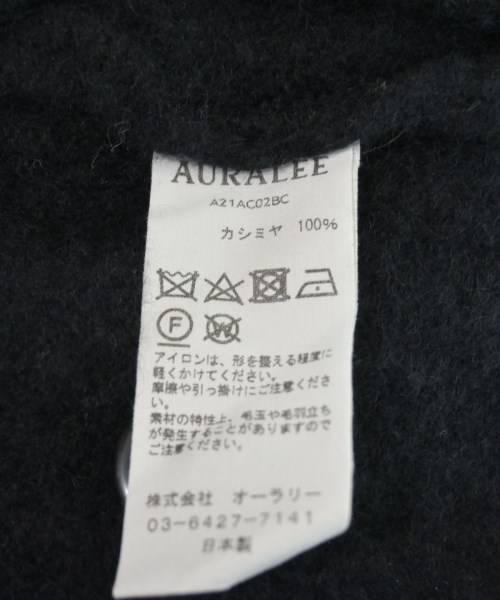 AURALEE
A21AC02BC
カシミヤ 100%
F W
アイロンは、形を整える程度に
軽くかけてください。
摩擦や引っ掛けにご注意くださ
い。
素材の特性上、毛玉や毛羽立ち
が発生することがありますので
ご注意ください。
株式会社 オーラリー
03-6427-7141
日本製